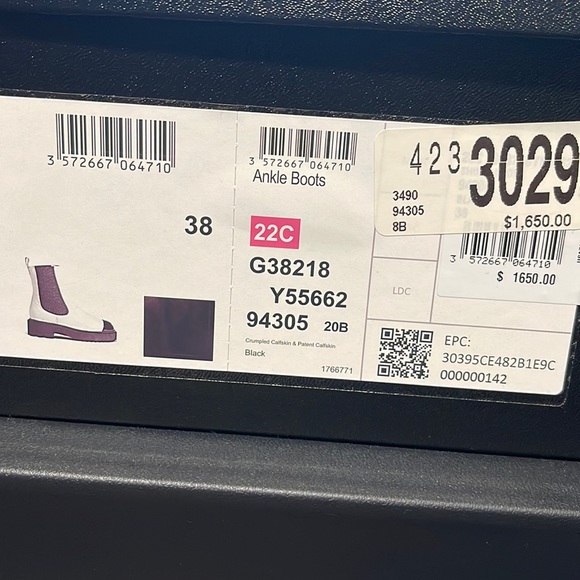 3 572667 064710
38
3 572667 064710
Ankle Boots
22C
G38218
Y55662
94305 20B
Crumpled Calfskin & Patent Calfskin
Black
1766771
423 3029
3490
94305
8B
$1,650.00
3 572667 064710
$ 1650.00
LDC
EPC:
30395CE482B1E9C
000000142